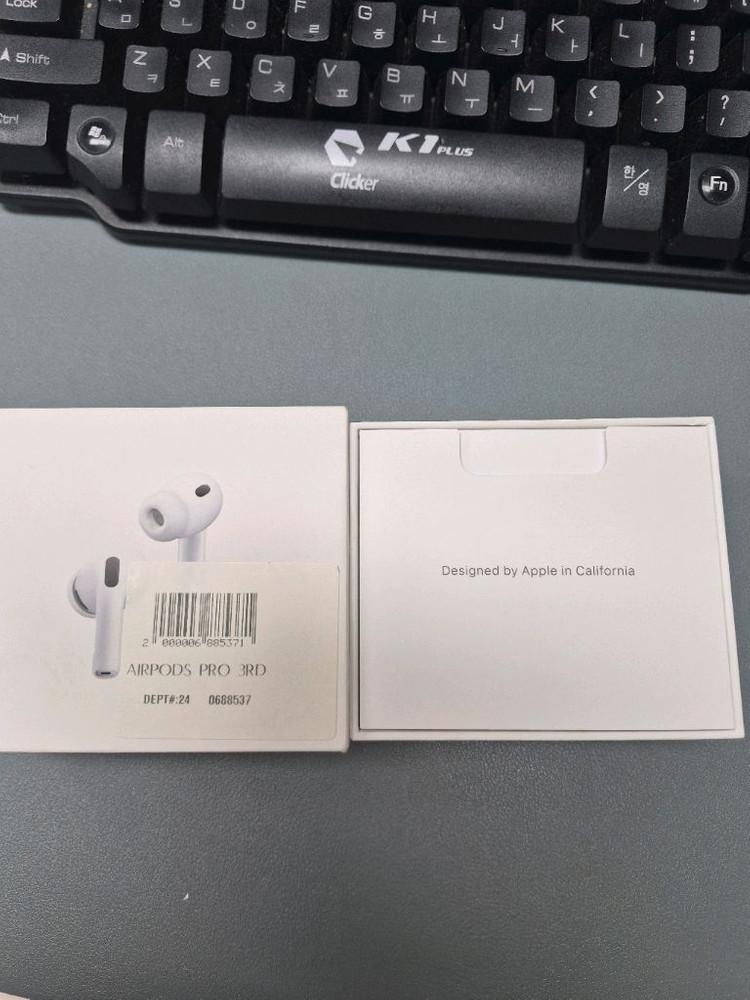 Lock
A ㅁ
S ㄴ
D ㅇ
F ㄹ
G ㅎ
H ㅗ
J ㅓ
K ㅏ
L ㅣ
: ;
Shift
Z ㅋ
X ㅌ
C ㅊ
V ㅍ
B ㅠ
N ㅜ
M ㅡ
< ,
> .
? /
Ctrl
Alt
K1 PLUS
Clicker
한/영
Fn
Designed by Apple in California
2 000006 885371
AIRPODS PRO 3RD
DEPT#:24 0688537